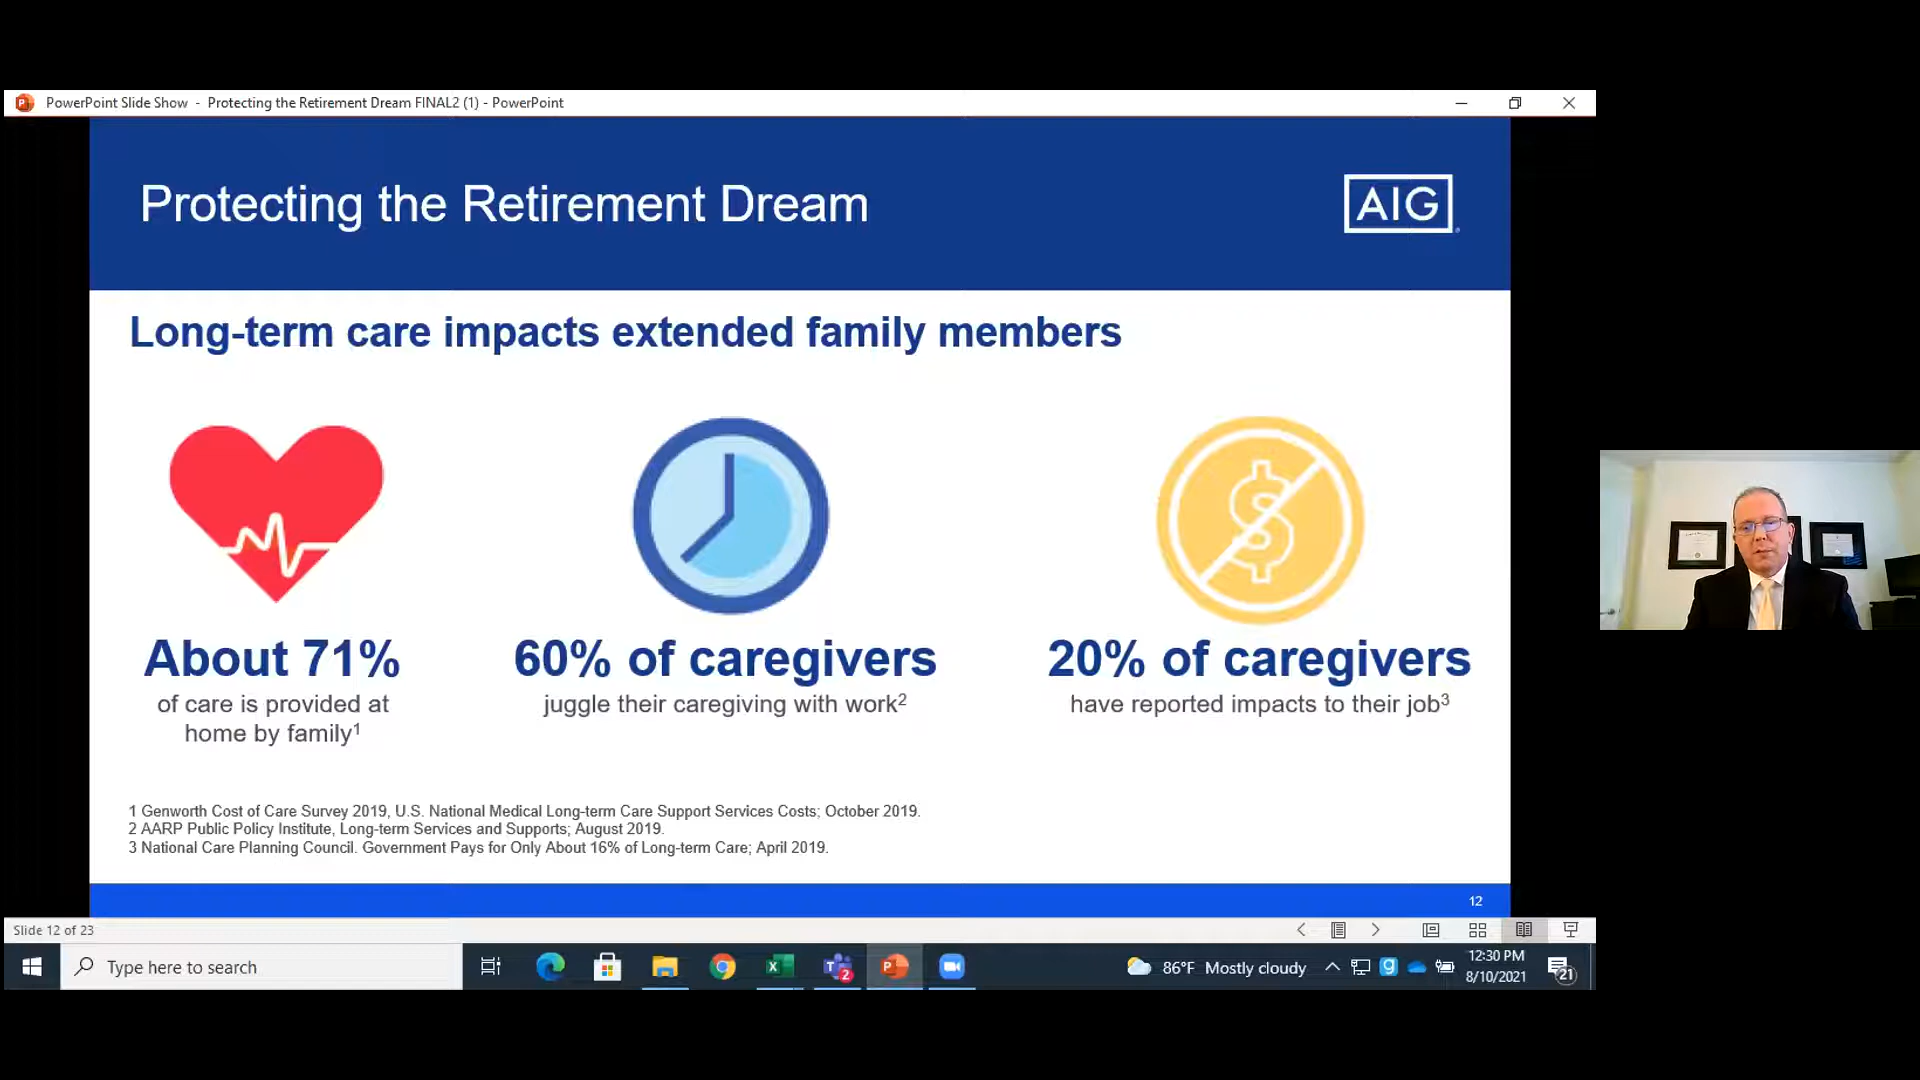 PowerPoint Slide Show - Protecting the Retirement Dream FINAL2 (1) - PowerPoint
Protecting the Retirement Dream
AIG
Long-term care impacts extended family members
About 71%
of care is provided at
home by family1
60% of caregivers
juggle their caregiving with work2
20% of caregivers
have reported impacts to their job3
1 Genworth Cost of Care Survey 2019, U.S. National Medical Long-term Care Support Services Costs; October 2019.
2 AARP Public Policy Institute, Long-term Services and Supports; August 2019.
3 National Care Planning Council. Government Pays for Only About 16% of Long-term Care; April 2019.
12
Slide 12 of 23
Type here to search
2
86°F Mostly cloudy
12:30 PM
8/10/2021
21